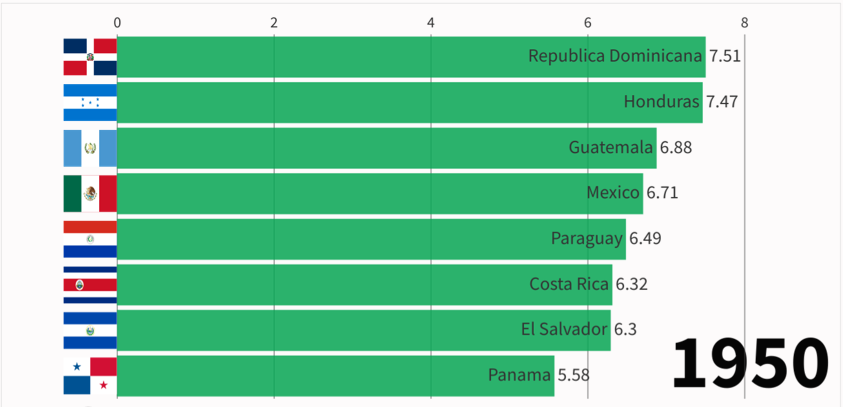 0 2 4 6 8
Republica Dominicana 7.51
Honduras 7.47
Guatemala 6.88
Mexico 6.71
Paraguay 6.49
Costa Rica 6.32
El Salvador 6.3
Panama 5.58
1950